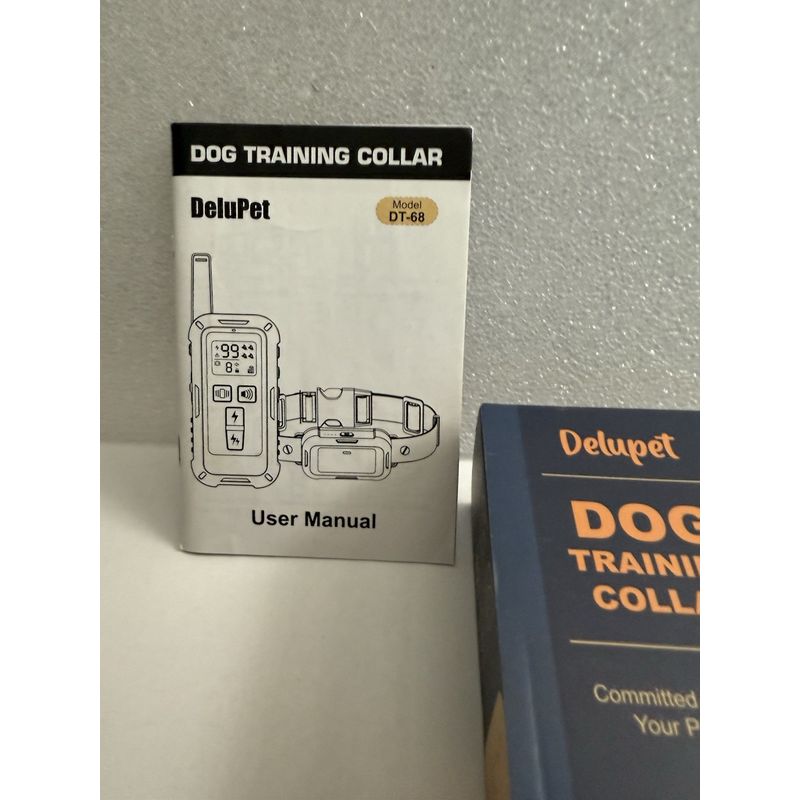 DOG TRAINING COLLAR
DeluPet
Model
DT-68
99
8
User Manual
Delupet
DOG
TRAINI
COLLA
Committed
Your P